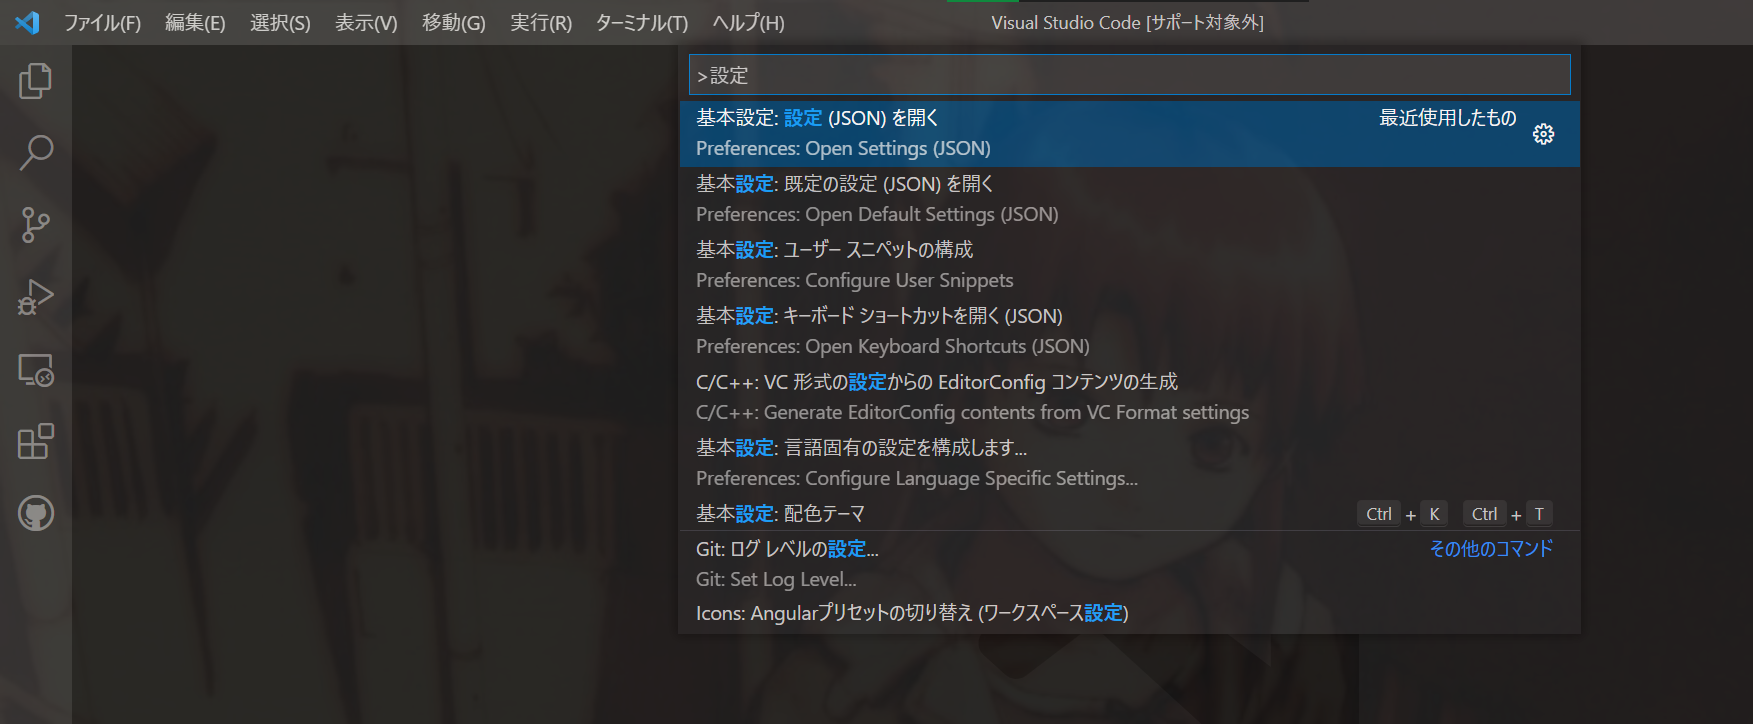 ファイル(F) 編集(E) 選択(S) 表示(V) 移動(G) 実行(R) ターミナル(T) ヘルプ(H) Visual Studio Code [サポート対象外]
>設定
基本設定: 設定 (JSON) を開く 最近使用したもの
Preferences: Open Settings (JSON)
基本設定: 既定の設定 (JSON) を開く
Preferences: Open Default Settings (JSON)
基本設定: ユーザー スニペットの構成
Preferences: Configure User Snippets
基本設定: キーボード ショートカットを開く (JSON)
Preferences: Open Keyboard Shortcuts (JSON)
C/C++: VC 形式の設定からの EditorConfig コンテンツの生成
C/C++: Generate EditorConfig contents from VC Format settings
基本設定: 言語固有の設定を構成します...
Preferences: Configure Language Specific Settings...
基本設定: 配色テーマ Ctrl + K Ctrl + T
Git: ログ レベルの設定... その他のコマンド
Git: Set Log Level...
Icons: Angularプリセットの切り替え (ワークスペース設定)